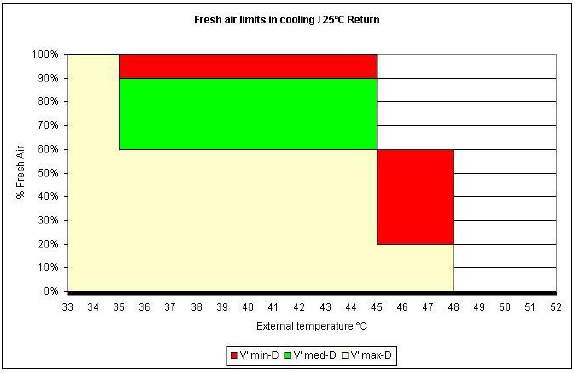 Fresh air limits in cooling / 25ºC Return
100%
90%
80%
70%
60%
50%
40%
30%
20%
10%
0%
% Fresh Air
33 34 35 36 37 38 39 40 41 42 43 44 45 46 47 48 49 50 51 52
External temperature ºC
V' min-D V' med-D V' max-D